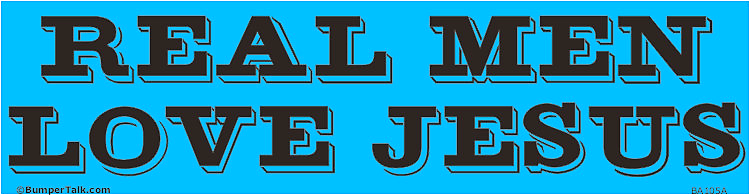 REAL MEN
LOVE JESUS
©BumperTalk.com BA105A